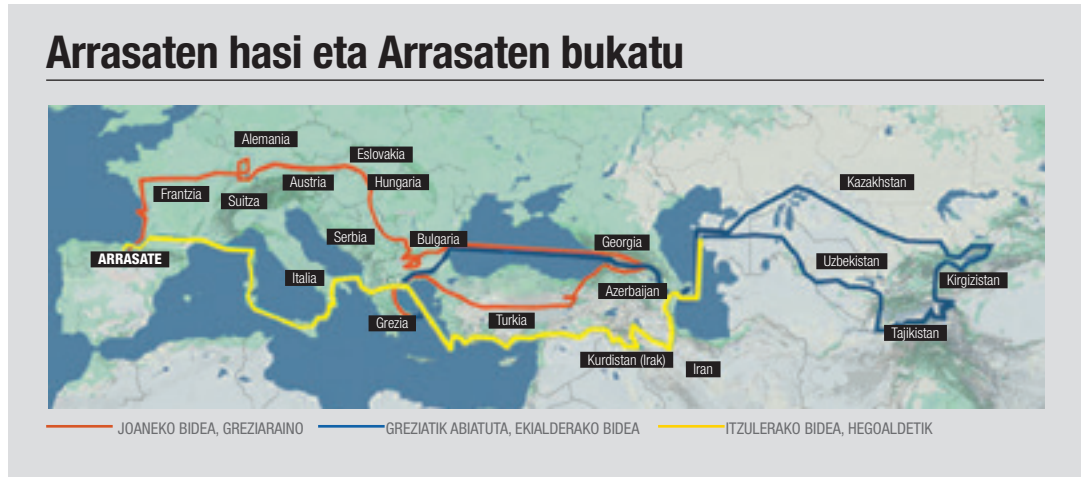 Arrasaten hasi eta Arrasaten bukatu
Alemania
Eslovakia
Frantzia
Suitza
Austria
Hungaria
Kazakhstan
ARRASATE
Serbia
Bulgaria
Georgia
Uzbekistan
Italia
Azerbaijan
Kirgizistan
Grezia
Turkia
Tajikistan
Kurdistan (Irak)
Iran
JOANEKO BIDEA, GREZIARAINO
GREZIATIK ABIATUTA, EKIALDERAKO BIDEA
ITZULERAKO BIDEA, HEGOALDETIK